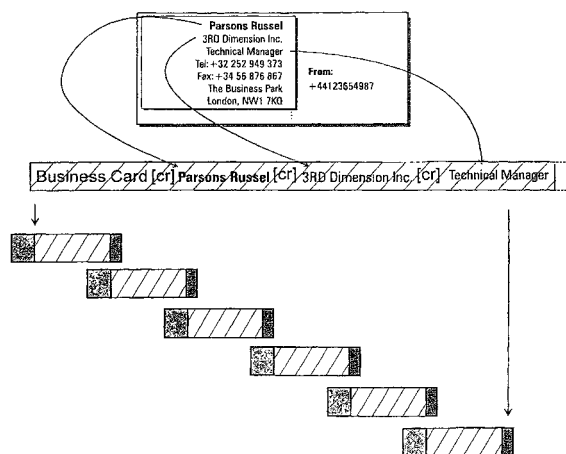 Parsons Russel
3RD Dimension Inc.
Technical Manager
Tel: +32 252 949 373
Fax: +34 56 876 867
The Business Park
London, NW1 7KQ
From:
+44123654987
Business Card [cr] Parsons Russel [cr] 3RD Dimension Inc. [cr] Technical Manager